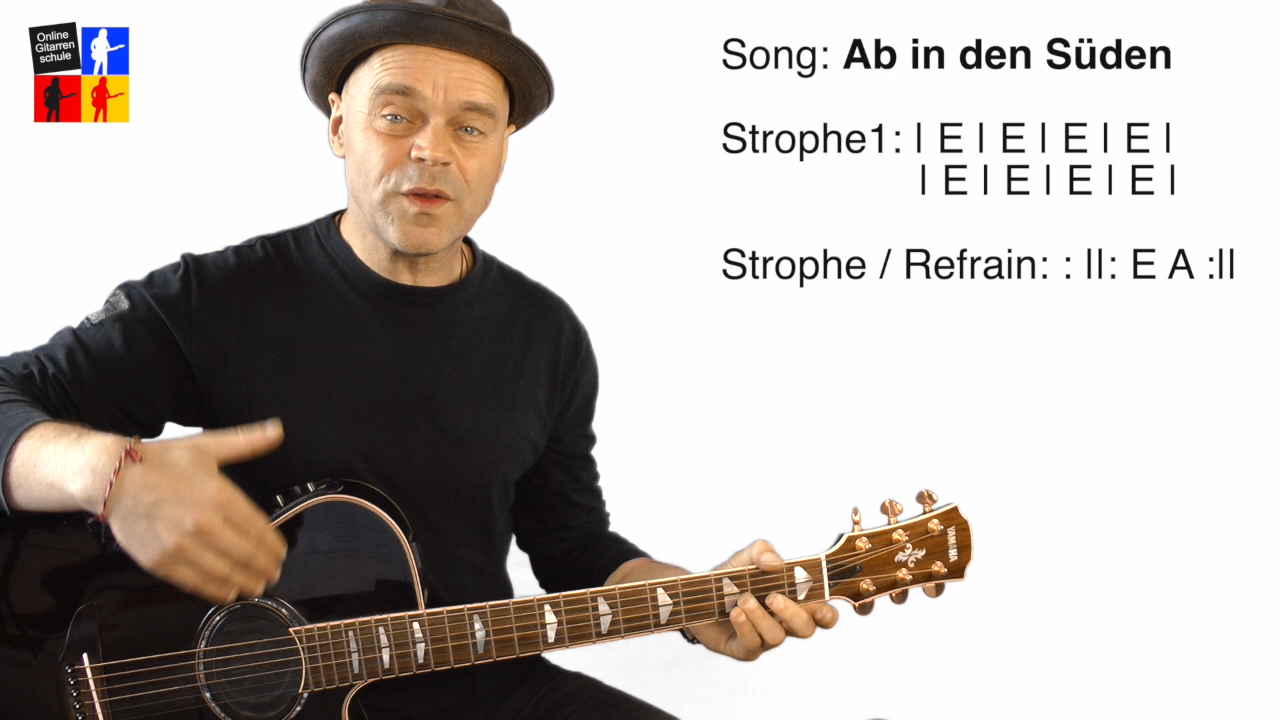 Online
Gitarren
schule
Song: Ab in den Süden
Strophe1: | E | E | E | E |
| E | E | E | E |
Strophe / Refrain: : ||: E A :||
YAMAHA